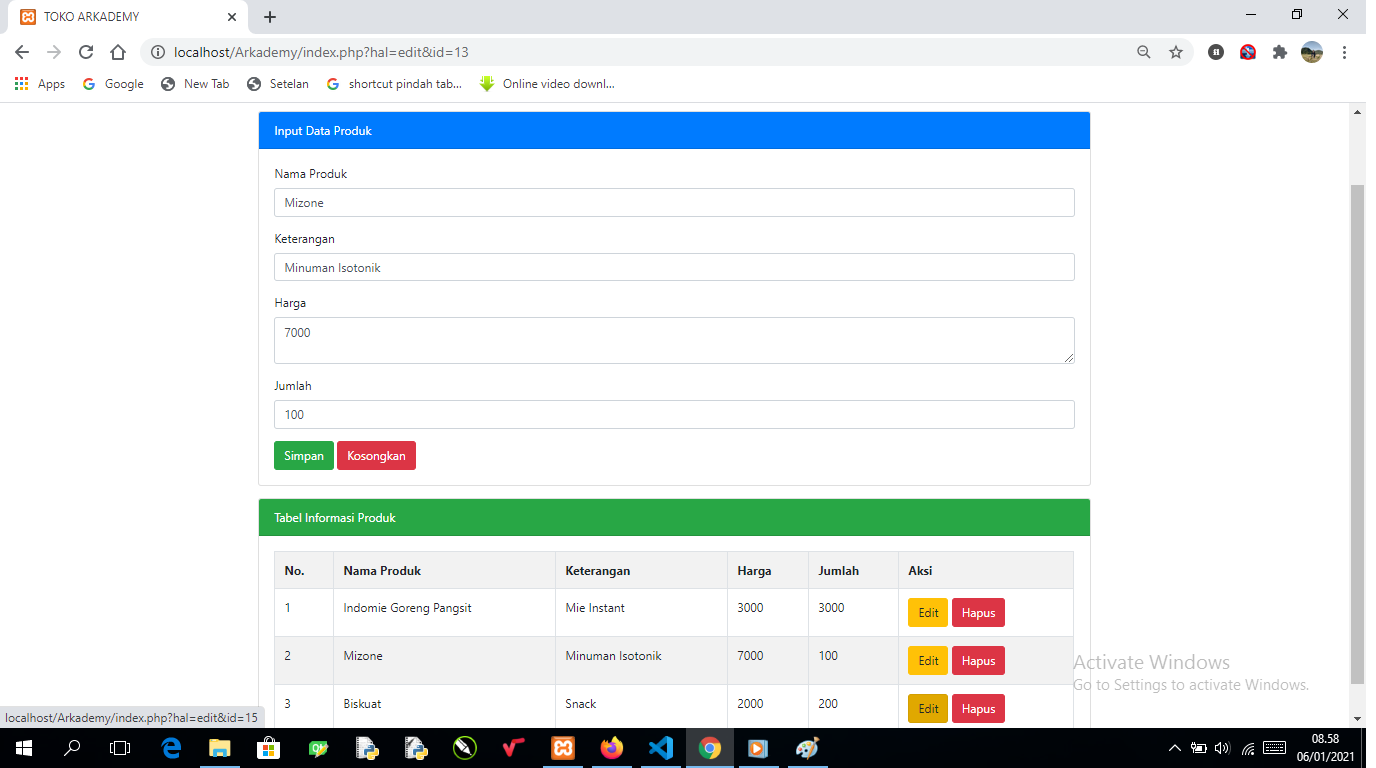 TOKO ARKADEMY
localhost/Arkademy/index.php?hal=edit&id=13
Apps Google New Tab Setelan shortcut pindah tab... Online video downl...
Input Data Produk
Nama Produk
Mizone
Keterangan
Minuman Isotonik
Harga
7000
Jumlah
100
Simpan Kosongkan
Tabel Informasi Produk
No. Nama Produk Keterangan Harga Jumlah Aksi
1 Indomie Goreng Pangsit Mie Instant 3000 3000 Edit Hapus
2 Mizone Minuman Isotonik 7000 100 Edit Hapus
3 Biskuat Snack 2000 200 Edit Hapus
Activate Windows
Go to Settings to activate Windows.
localhost/Arkademy/index.php?hal=edit&id=15
08.58
06/01/2021